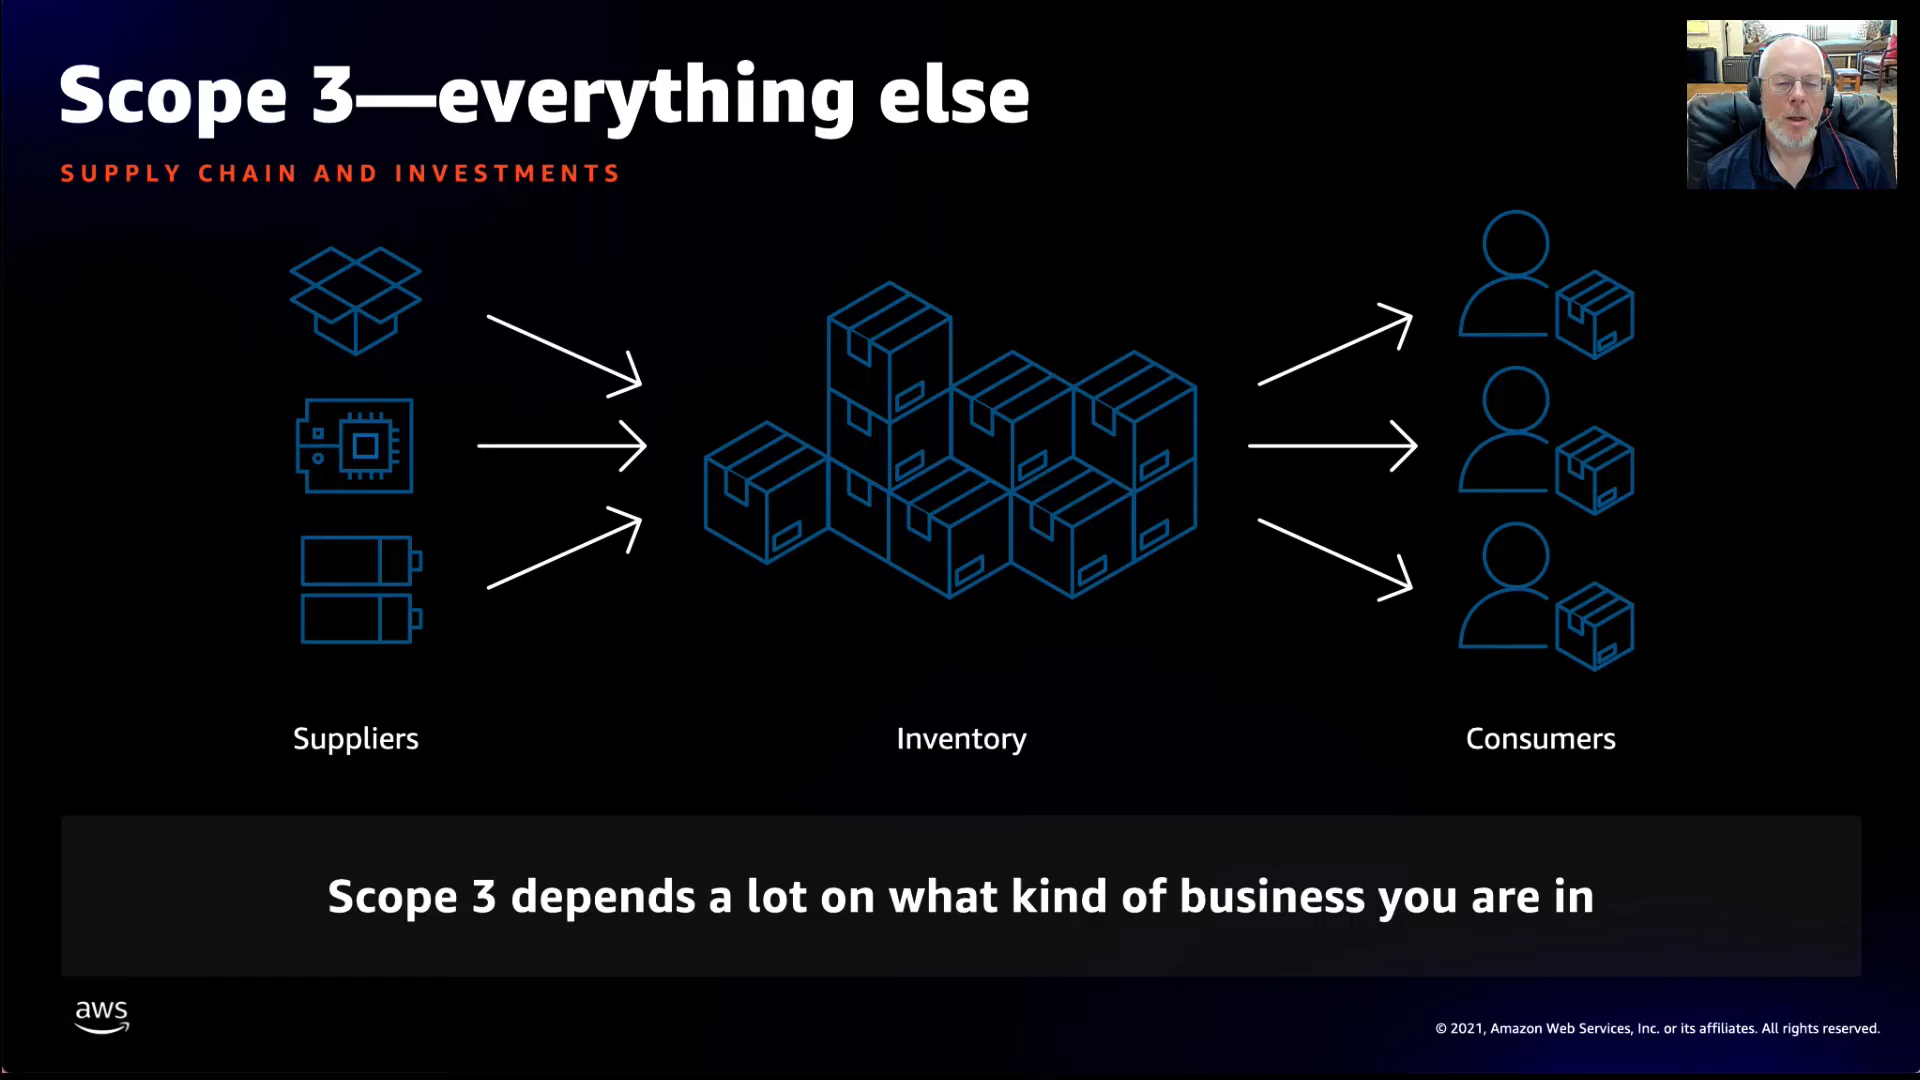 Scope 3—everything else
SUPPLY CHAIN AND INVESTMENTS
Suppliers
Inventory
Consumers
Scope 3 depends a lot on what kind of business you are in
aws
© 2021, Amazon Web Services, Inc. or its affiliates. All rights reserved.